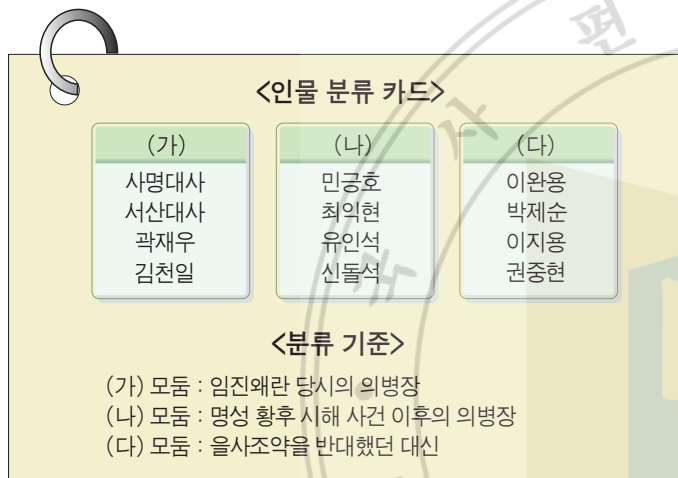 <인물 분류 카드>
(가) (나) (다)
사명대사 민긍호 이완용
서산대사 최익현 박제순
곽재우 유인석 이지용
김천일 신돌석 권중현
<분류 기준>
(가) 모둠 : 임진왜란 당시의 의병장
(나) 모둠 : 명성 황후 시해 사건 이후의 의병장
(다) 모둠 : 을사조약을 반대했던 대신
사 편